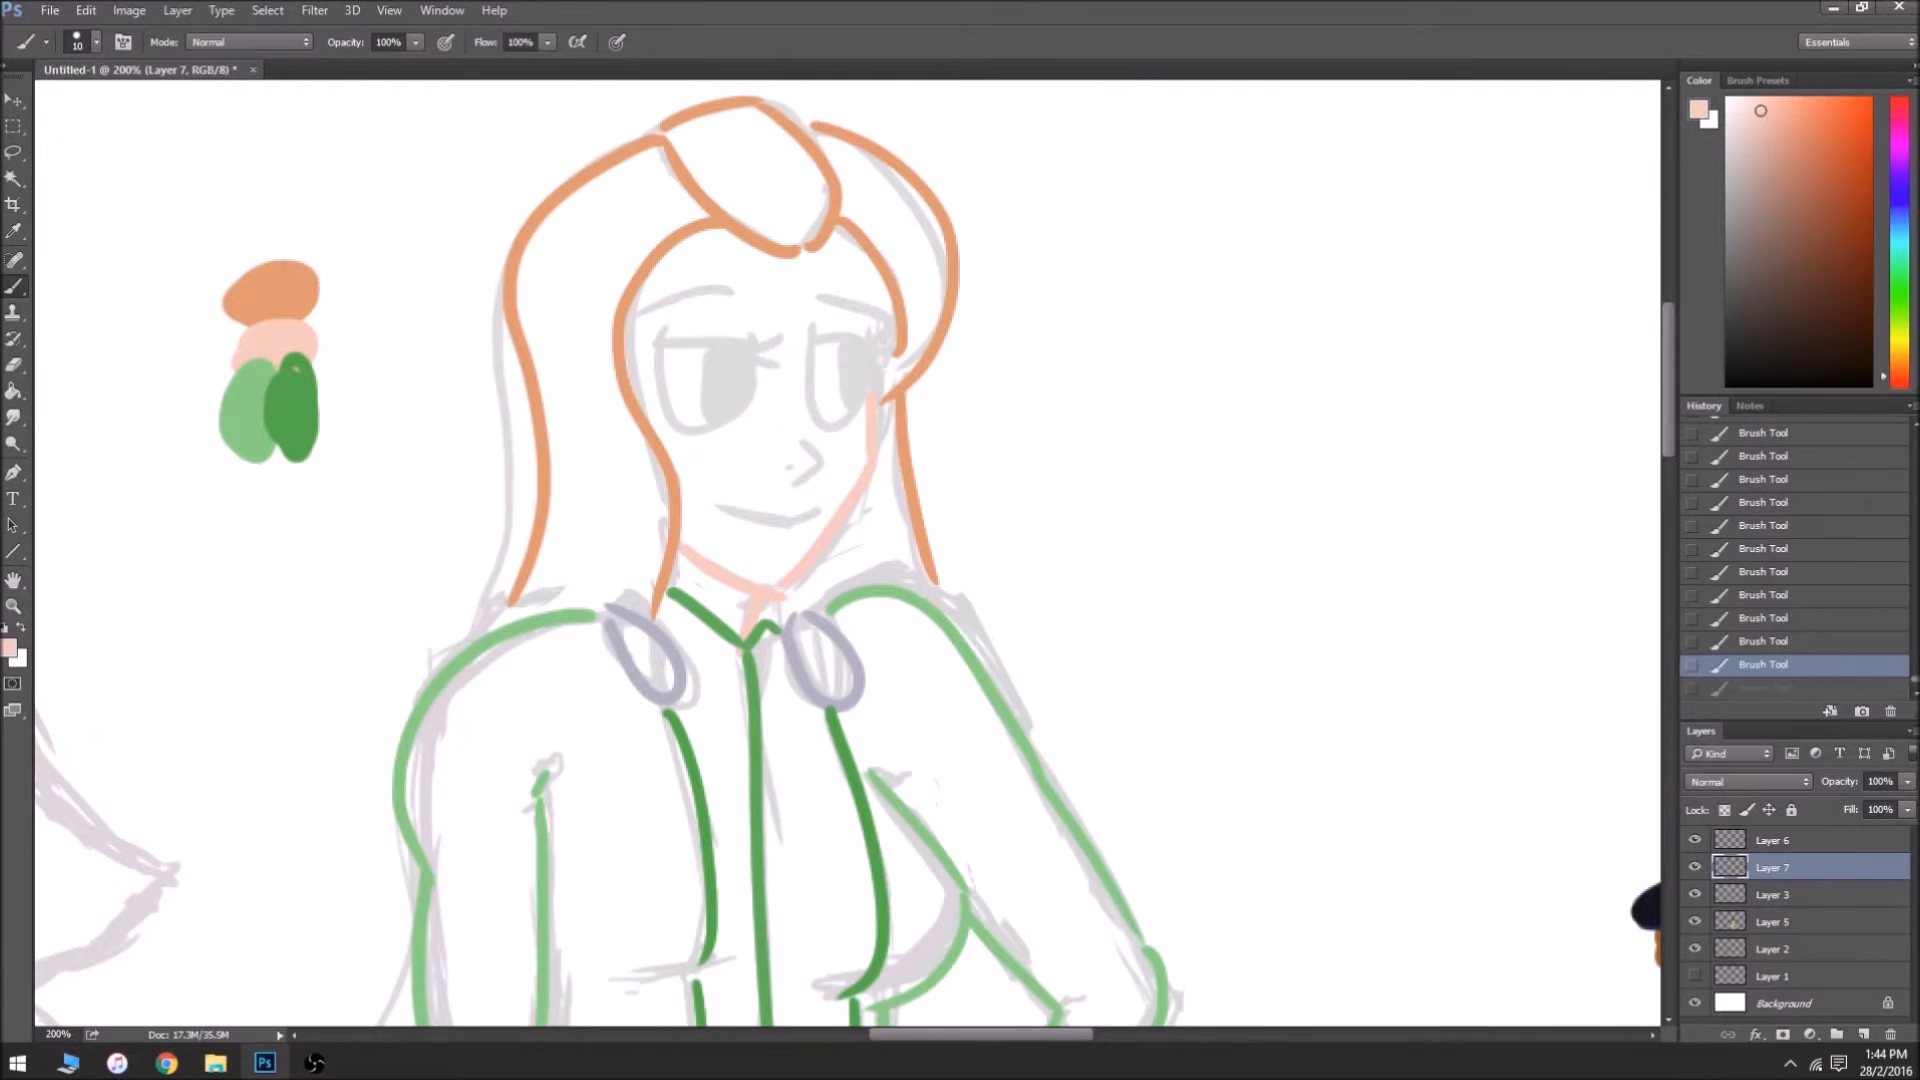 Ps File Edit Image Layer Type Select Filter 3D View Window Help
10 Mode: Normal Opacity: 100% Flow: 100% Essentials
Untitled-1 @ 200% (Layer 7, RGB/8) * ×
Color Brush Presets
History Notes
Brush Tool
Brush Tool
Brush Tool
Brush Tool
Brush Tool
Brush Tool
Brush Tool
Brush Tool
Brush Tool
Brush Tool
Brush Tool
Layers
Kind
Normal Opacity: 100%
Lock: Fill: 100%
Layer 6
Layer 7
Layer 3
Layer 5
Layer 2
Layer 1
Background
200% Doc: 17.3M/35.5M
Ps
1:44 PM
28/2/2016